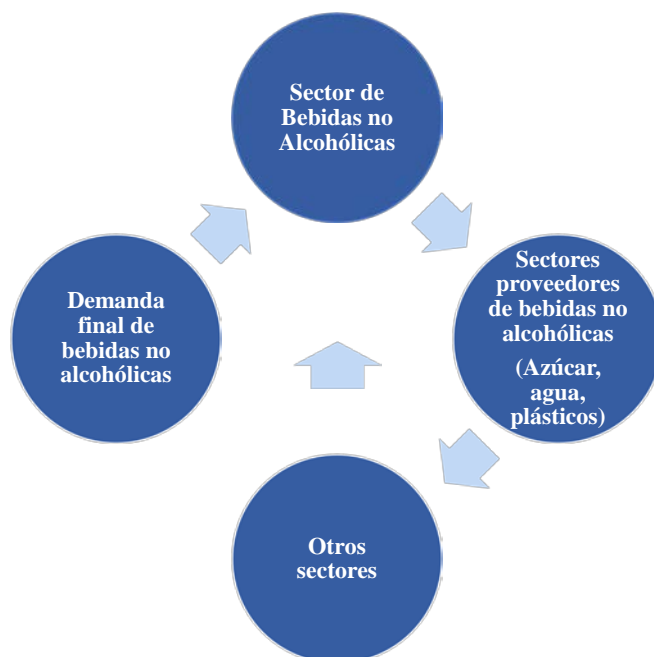 Sector de
Bebidas no
Alcohólicas
Demanda
final de
bebidas no
alcohólicas
Sectores
proveedores
de bebidas no
alcohólicas
(Azúcar,
agua,
plásticos)
Otros
sectores